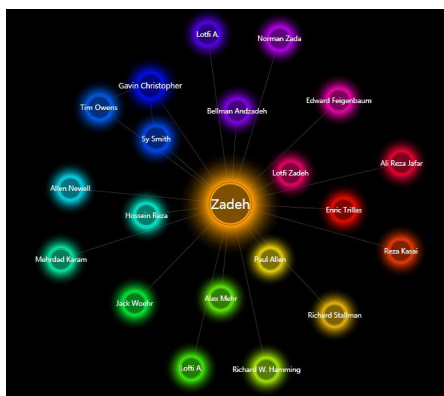 Lotfi A.
Norman Zada
Gavin Christopher
Edward Feigenbaum
Tim Owens
Bellman Andzadeh
Sy Smith
Ali Reza Jafar
Lotfi Zadeh
Allen Newell
Zadeh
Hossein Reza
Enric Trillas
Reza Kasai
Mehrdad Karam
Paul Allen
Alex Mehr
Jack Woehr
Richard Stallman
Lofti A.
Richard W. Hamming